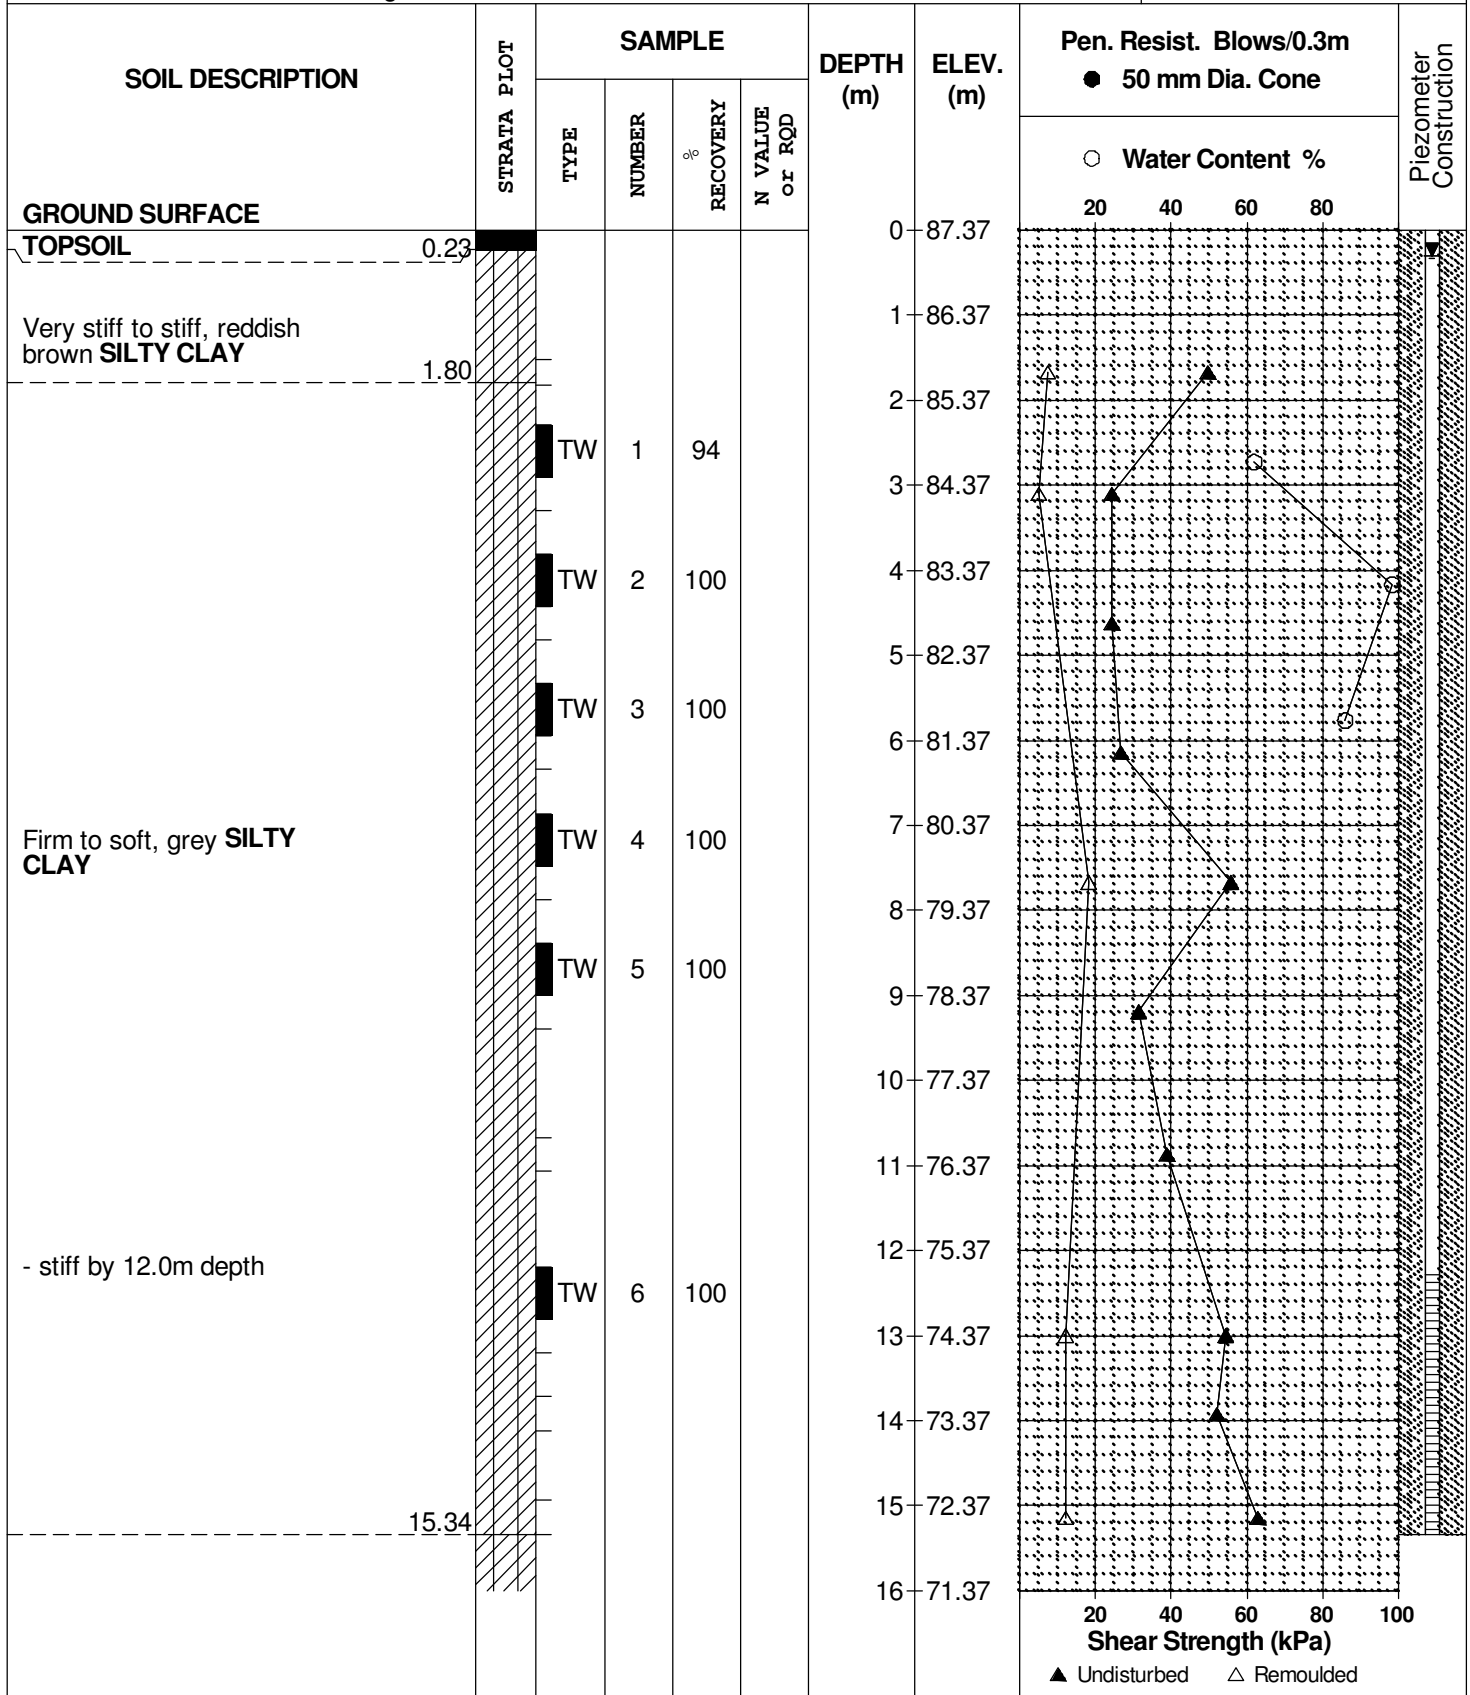 SOIL DESCRIPTION
STRATA PLOT
SAMPLE
TYPE
NUMBER
%
RECOVERY
N VALUE
or RQD
DEPTH
(m)
ELEV.
(m)
Pen. Resist. Blows/0.3m
● 50 mm Dia. Cone
○ Water Content %
Piezometer
Construction
20 40 60 80
GROUND SURFACE
0 87.37
TOPSOIL 0.23
1 86.37
Very stiff to stiff, reddish
brown SILTY CLAY
1.80
2 85.37
TW 1 94
3 84.37
4 83.37
TW 2 100
5 82.37
TW 3 100
6 81.37
7 80.37
Firm to soft, grey SILTY
CLAY
TW 4 100
8 79.37
TW 5 100
9 78.37
10 77.37
11 76.37
12 75.37
- stiff by 12.0m depth
TW 6 100
13 74.37
14 73.37
15 72.37
15.34
16 71.37
20 40 60 80 100
Shear Strength (kPa)
▲ Undisturbed △ Remoulded